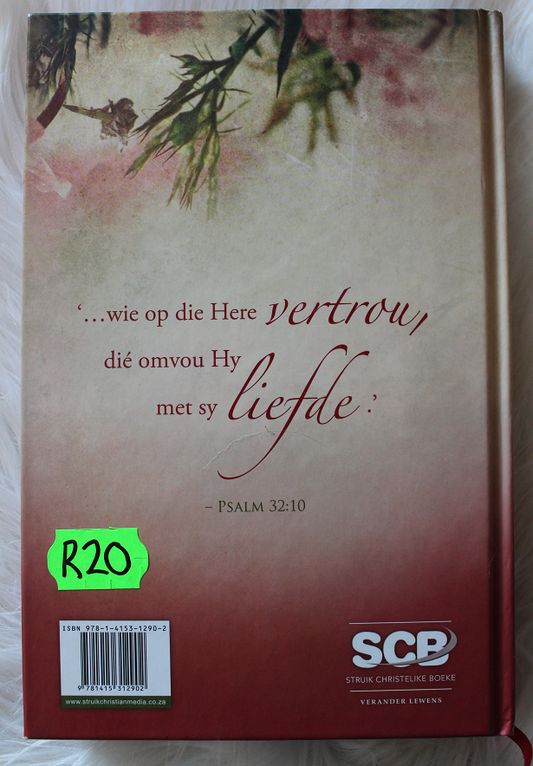 ‘...wie op die Here vertrou,
dié omvou Hy
met sy liefde.’
– PSALM 32:10
R20
ISBN 978-1-4153-1290-2
9 781415 312902
www.struikchristianmedia.co.za
SCB
STRUIK CHRISTELIKE BOEKE
VERANDER LEWENS